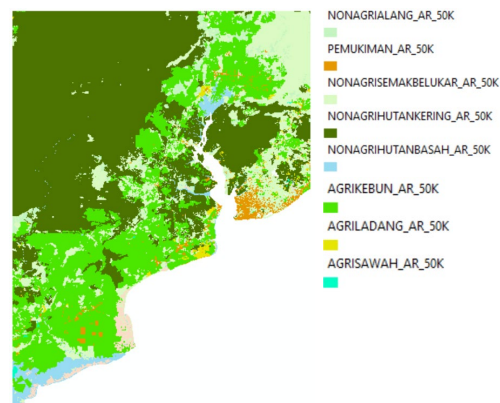 NONAGRIALANG_AR_50K
PEMUKIMAN_AR_50K
NONAGRISEMAKBELUKAR_AR_50K
NONAGRIHUTANKERING_AR_50K
NONAGRIHUTANBASAH_AR_50K
AGRIKEBUN_AR_50K
AGRILADANG_AR_50K
AGRISAWAH_AR_50K